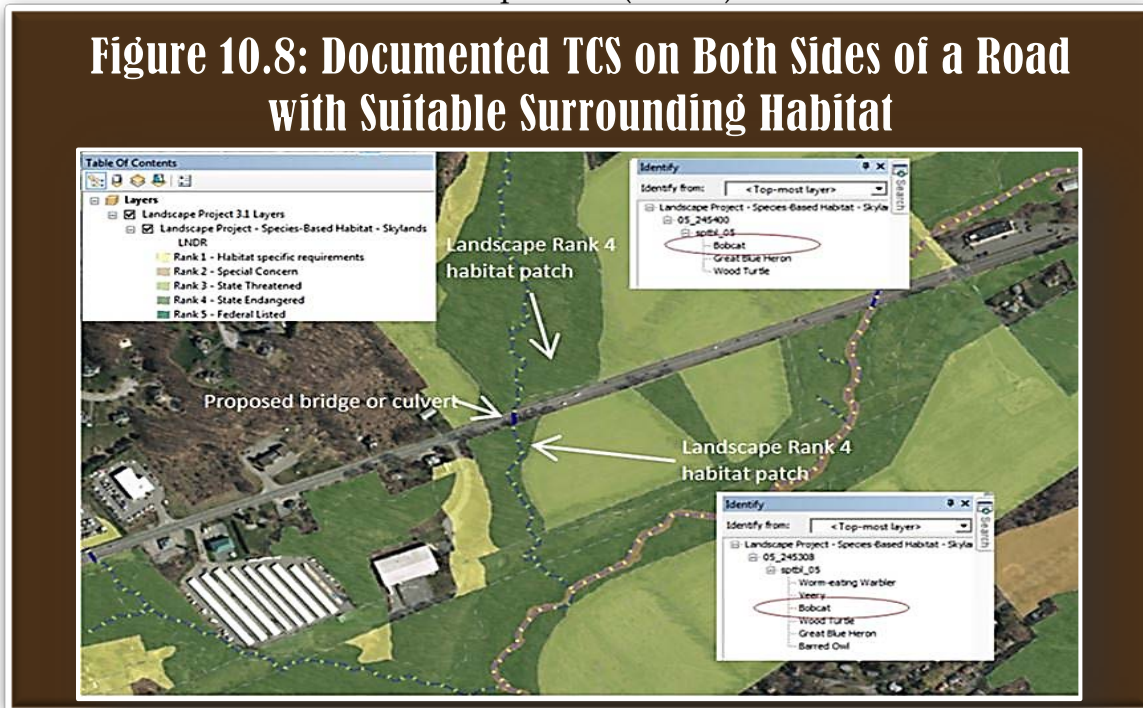 Figure 10.8: Documented TCS on Both Sides of a Road
with Suitable Surrounding Habitat
Table Of Contents
Layers
Landscape Project 3.1 Layers
Landscape Project - Species-Based Habitat - Skylands
LNDR
Rank 1 - Habitat specific requirements
Rank 2 - Special Concern
Rank 3 - State Threatened
Rank 4 - State Endangered
Rank 5 - Federal Listed
Landscape Rank 4
habitat patch
Identify
Identify from: <Top-most layer>
Landscape Project - Species-Based Habitat - Skyla
05_245400
sptbl_05
Bobcat
Great Blue Heron
Wood Turtle
Search
Proposed bridge or culvert
Landscape Rank 4
habitat patch
Identify
Identify from: <Top-most layer>
Landscape Project - Species-Based Habitat - Skyla
05_245308
sptbl_05
Worm-eating Warbler
Veery
Bobcat
Wood Turtle
Great Blue Heron
Barred Owl
Search